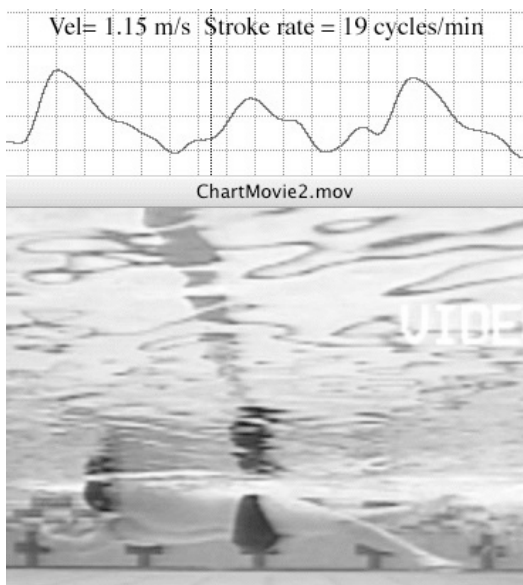 Vel= 1.15 m/s Stroke rate = 19 cycles/min
ChartMovie2.mov
VIDE